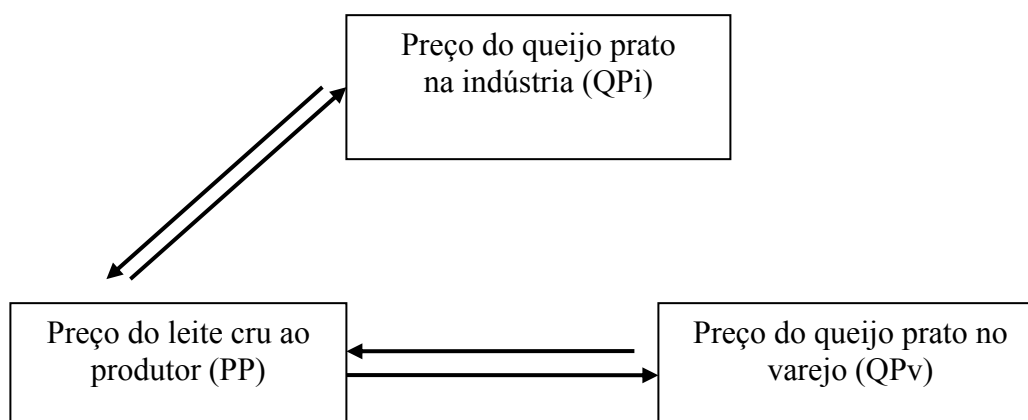 Preço do queijo prato
na indústria (QPi)
Preço do leite cru ao
produtor (PP)
Preço do queijo prato no
varejo (QPv)